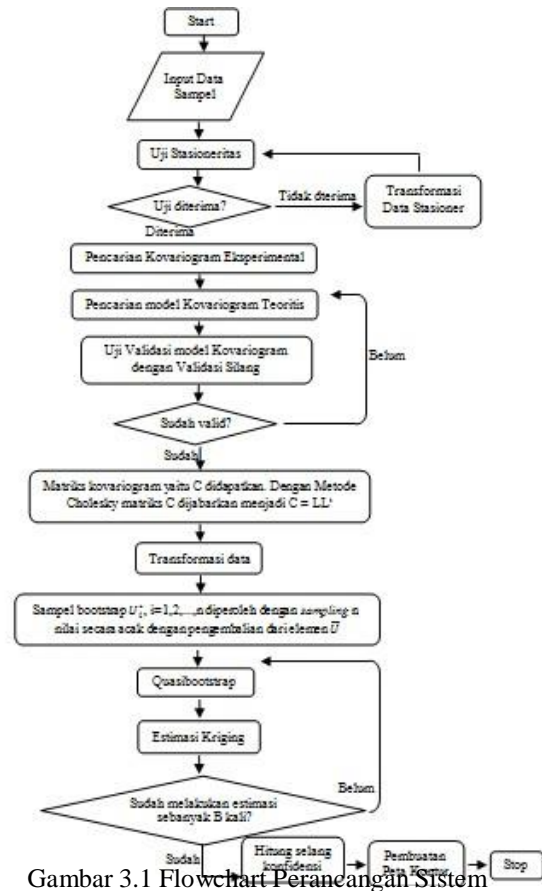 Start
Input Data
Sampel
Uji Stasioneritas
Uji diterima?
Tidak dterima
Transformasi
Data Stasioner
Diterima
Pencarian Kovariogram Eksperimental
Pencarian model Kovariogram Teoritis
Uji Validasi model Kovariogram
dengan Validasi Silang
Belum
Sudah valid?
Sudah
Matriks kovariogram yaitu C didapatkan. Dengan Metode
Cholesky matriks C dijabarkan menjadi C = LL'
Transformasi data
Sampel bootstrap U*ᵢ, i=1,2,...,n diperoleh dengan sampling n
nilai secara acak dengan pengembalian dari elemen Ũ
Quasibootstrap
Estimasi Kriging
Belum
Sudah melakukan estimasi
sebanyak B kali?
Sudah
Hitung selang
konfidensi
Pembuatan
Peta Kontur
Stop
Gambar 3.1 Flowchart Perancangan Sistem